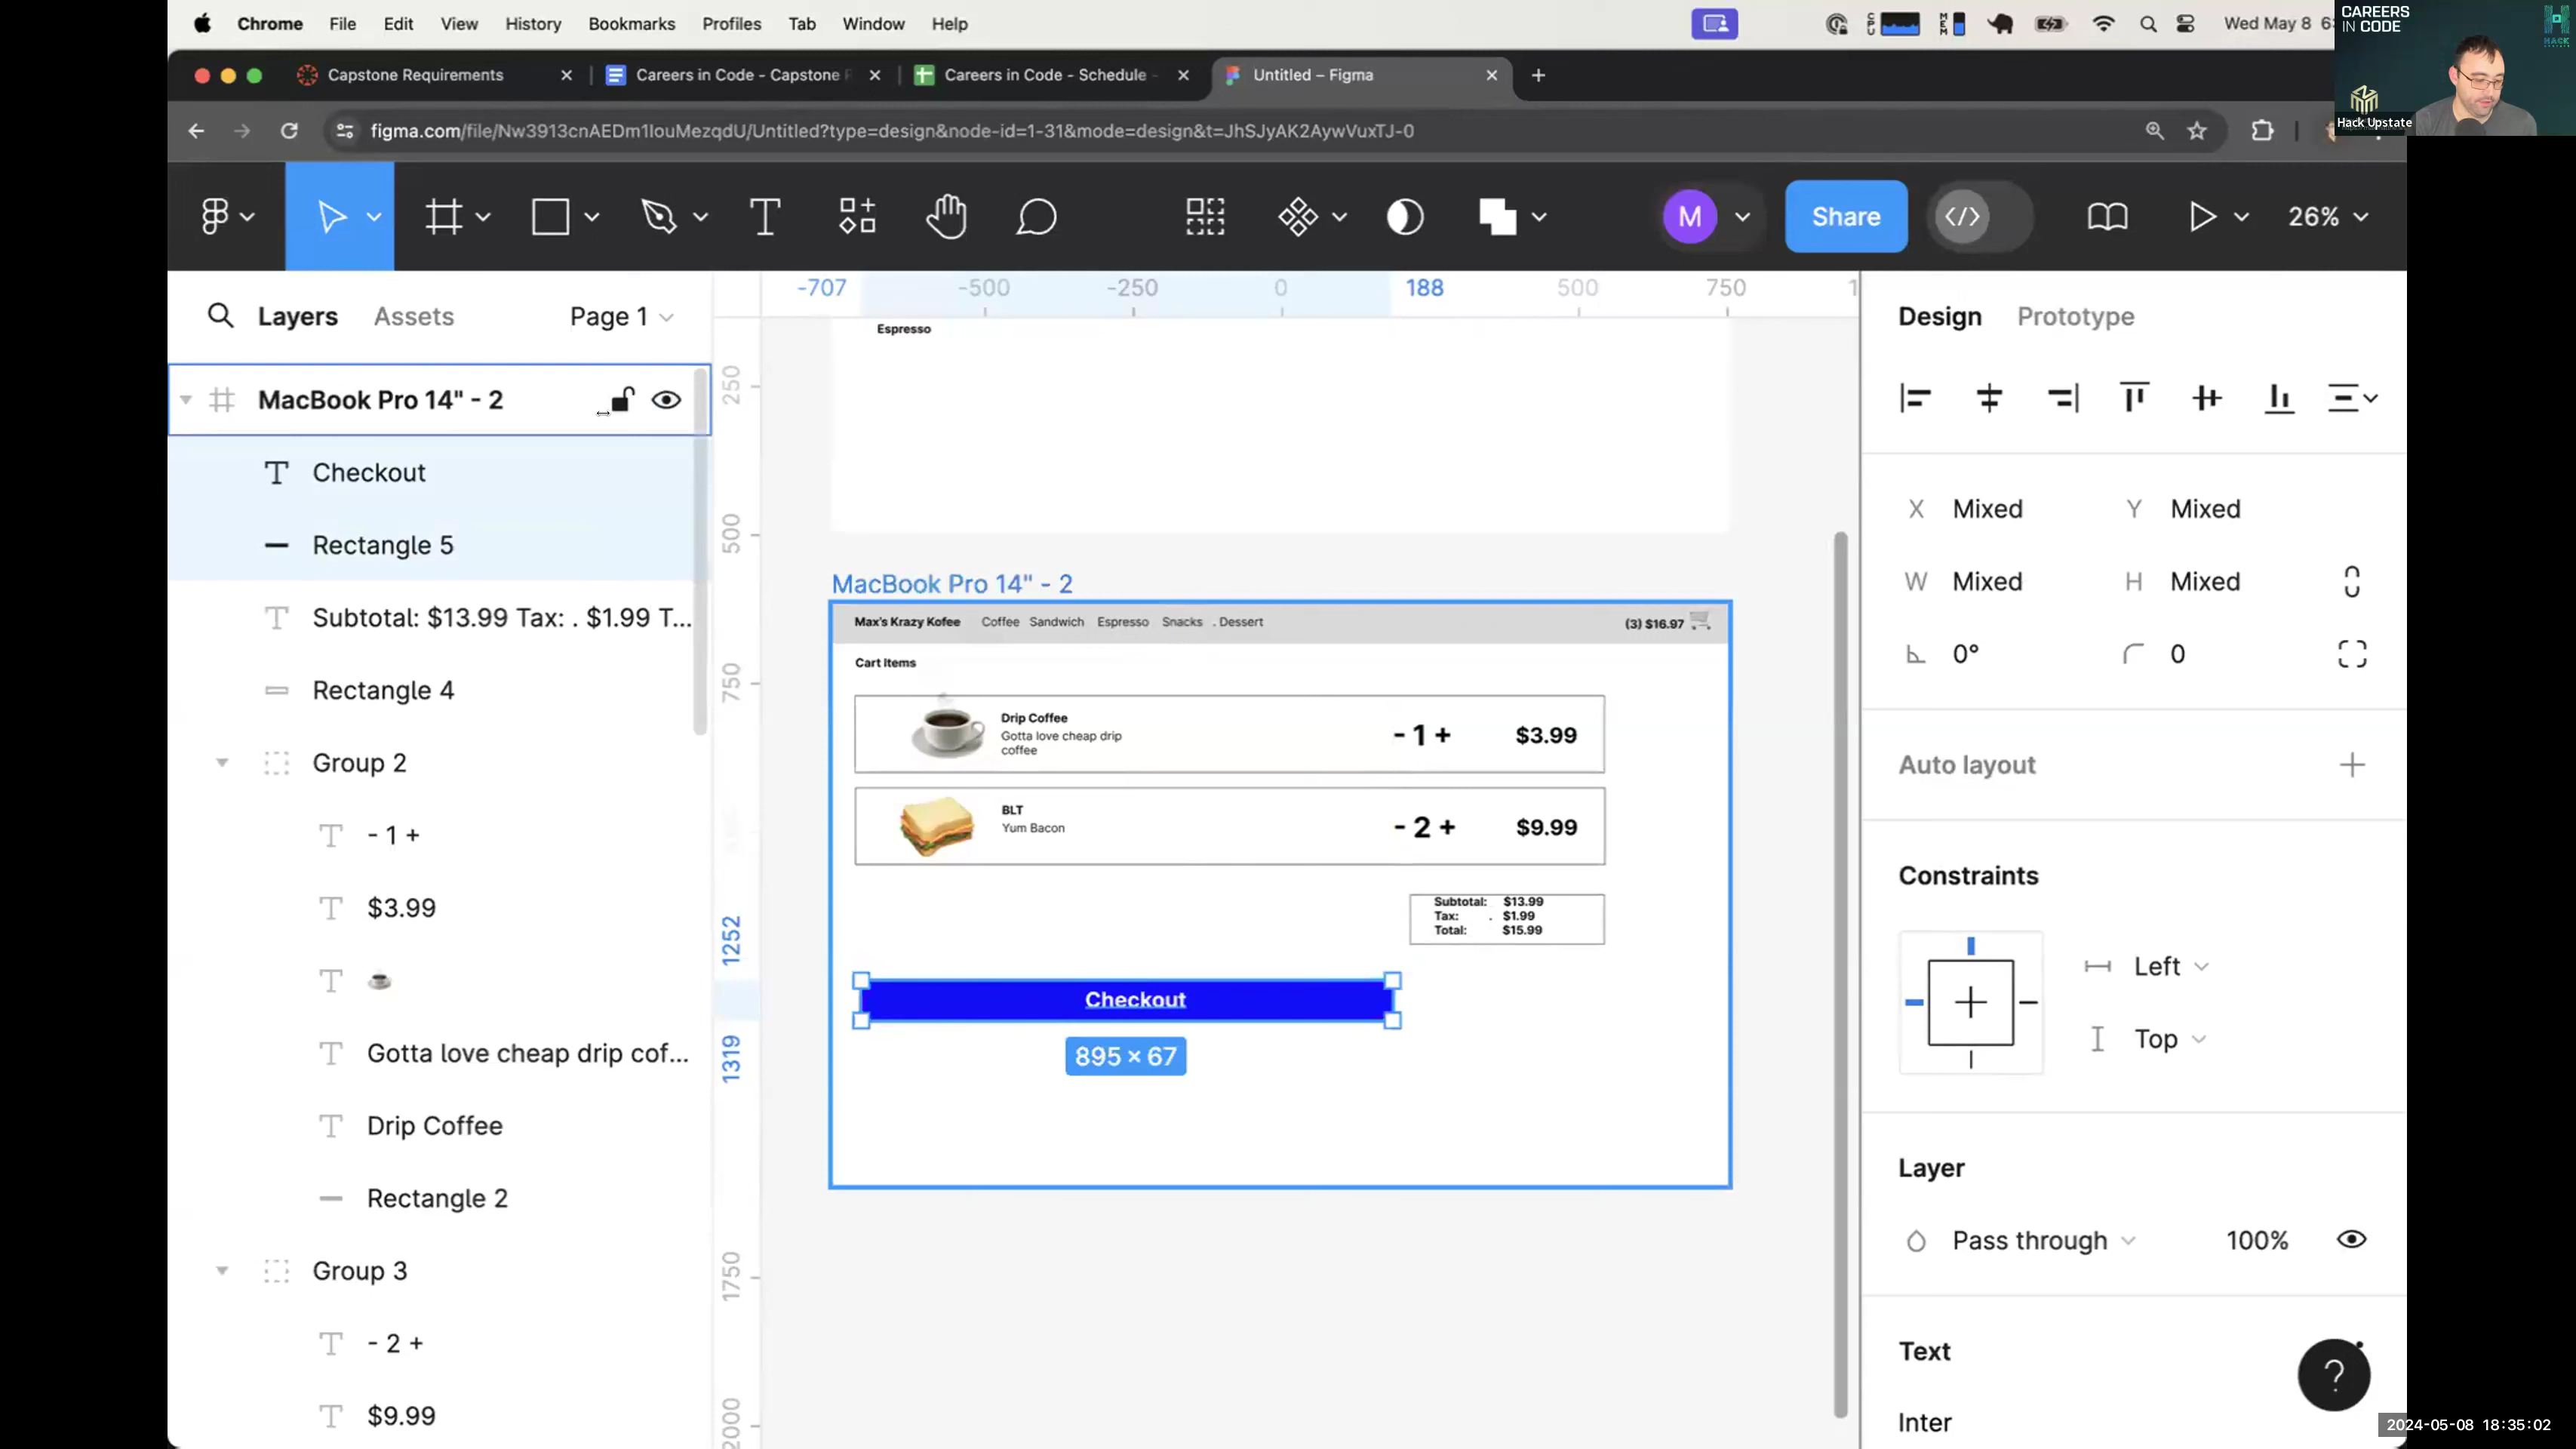 Chrome File Edit View History Bookmarks Profiles Tab Window Help
CPU MEM Wed May 8
CAREERS IN CODE
Hack Upstate
Capstone Requirements
Careers in Code - Capstone
Careers in Code - Schedule -
Untitled – Figma
figma.com/file/Nw3913cnAEDm1IouMezqdU/Untitled?type=design&node-id=1-31&mode=design&t=JhSJyAK2AywVuxTJ-0
M
Share
26%
Layers Assets Page 1
MacBook Pro 14" - 2
Checkout
Rectangle 5
Subtotal: $13.99 Tax: . $1.99 T...
Rectangle 4
Group 2
- 1 +
$3.99
Gotta love cheap drip cof...
Drip Coffee
Rectangle 2
Group 3
- 2 +
$9.99
-707 -500 -250 0 188 500 750
250
500
750
1252
1319
1750
2000
Espresso
MacBook Pro 14" - 2
Max's Krazy Kofee Coffee Sandwich Espresso Snacks . Dessert (3) $16.97
Cart Items
Drip Coffee
Gotta love cheap drip
coffee
- 1 + $3.99
BLT
Yum Bacon
- 2 + $9.99
Subtotal: $13.99
Tax: . $1.99
Total: $15.99
Checkout
895 × 67
Design Prototype
X Mixed Y Mixed
W Mixed H Mixed
0° 0
Auto layout
Constraints
Left
Top
Layer
Pass through 100%
Text
Inter
?
2024-05-08 18:35:02